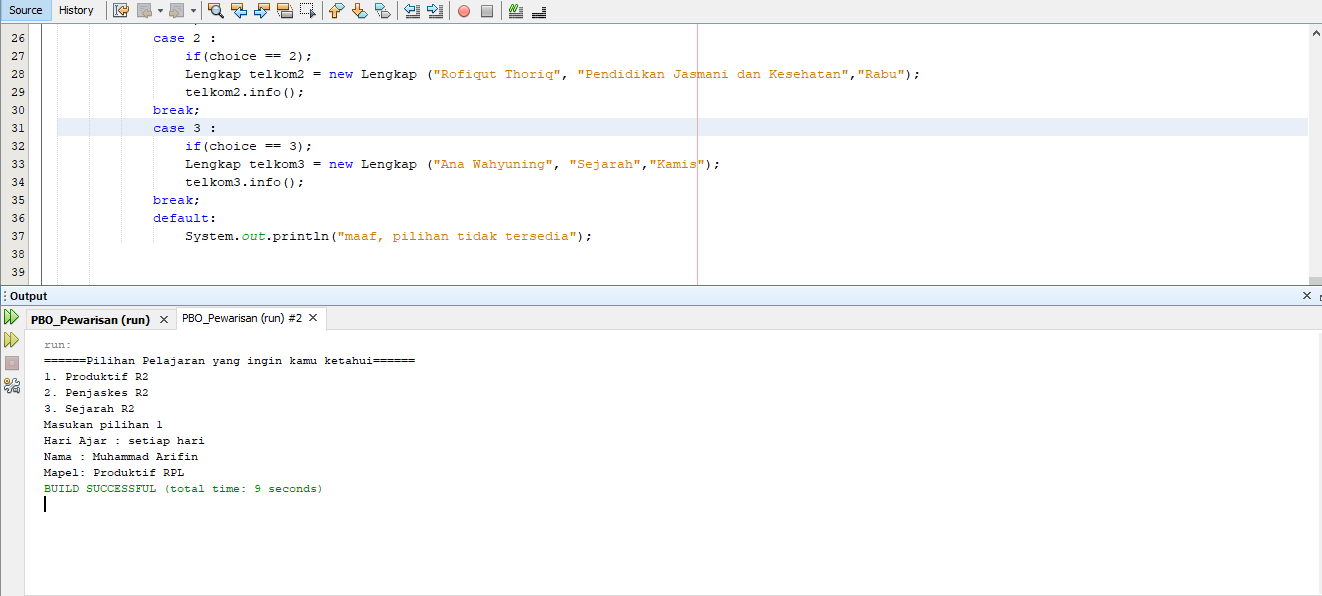 Source History
26 case 2 :
27 if(choice == 2);
28 Lengkap telkom2 = new Lengkap ("Rofiqut Thoriq", "Pendidikan Jasmani dan Kesehatan","Rabu");
29 telkom2.info();
30 break;
31 case 3 :
32 if(choice == 3);
33 Lengkap telkom3 = new Lengkap ("Ana Wahyuning", "Sejarah","Kamis");
34 telkom3.info();
35 break;
36 default:
37 System.out.println("maaf, pilihan tidak tersedia");
38
39
Output
PBO_Pewarisan (run) PBO_Pewarisan (run) #2
run:
======Pilihan Pelajaran yang ingin kamu ketahui======
1. Produktif R2
2. Penjaskes R2
3. Sejarah R2
Masukan pilihan 1
Hari Ajar : setiap hari
Nama : Muhammad Arifin
Mapel: Produktif RPL
BUILD SUCCESSFUL (total time: 9 seconds)